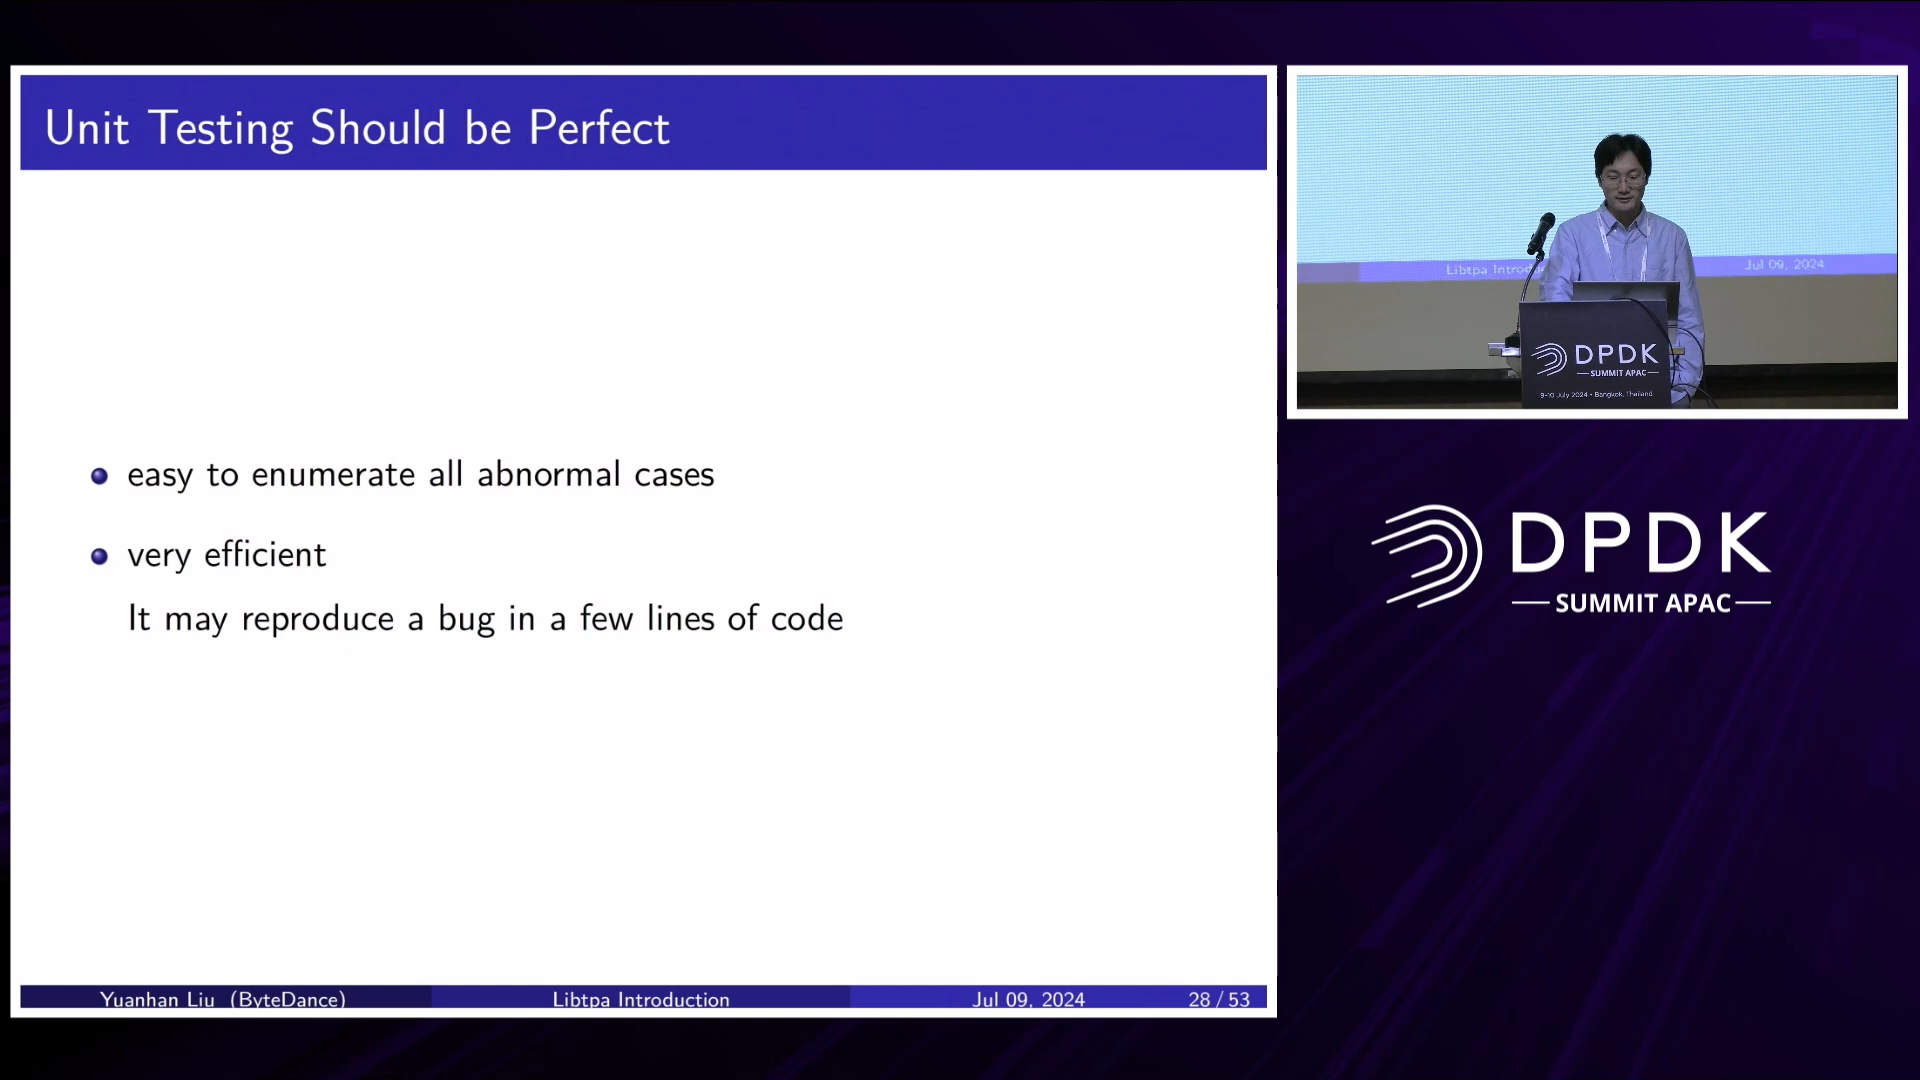 Unit Testing Should be Perfect
easy to enumerate all abnormal cases
very efficient
It may reproduce a bug in a few lines of code
Yuanhan Liu (ByteDance)
Libtpa Introduction
Jul 09, 2024
28 / 53
Libtpa Introdu
Jul 09, 2024
DPDK
SUMMIT APAC
9-10 July 2024 • Bangkok, Thailand
DPDK
SUMMIT APAC